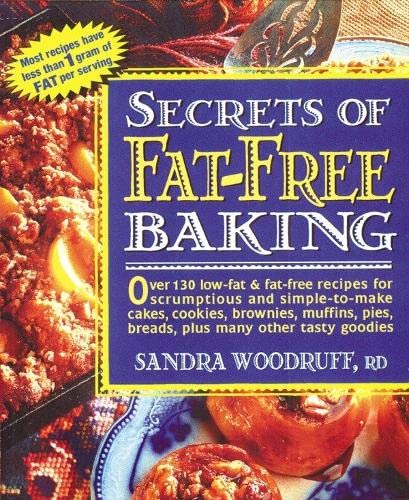 Most recipes have
less than 1 gram of
FAT per serving
SECRETS OF
FAT-FREE
BAKING
Over 130 low-fat & fat-free recipes for
scrumptious and simple-to-make
cakes, cookies, brownies, muffins, pies,
breads, plus many other tasty goodies
SANDRA WOODRUFF, RD